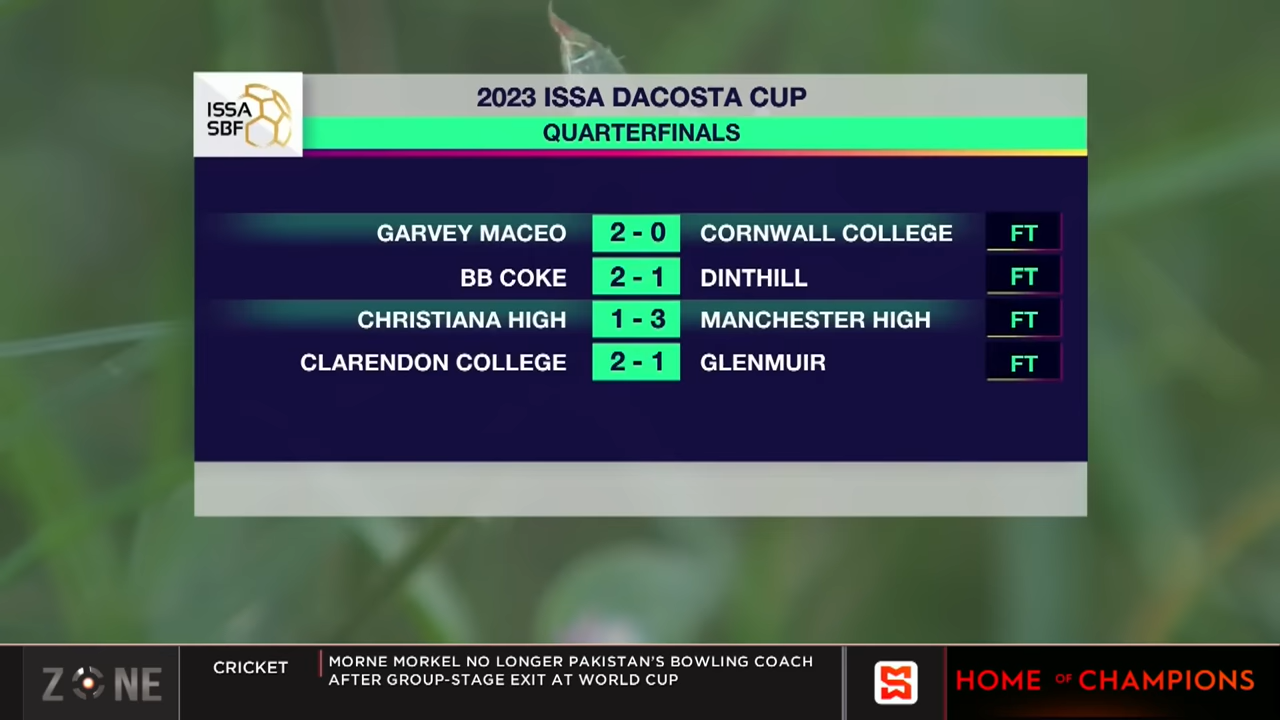 ISSA
SBF
2023 ISSA DACOSTA CUP
QUARTERFINALS
GARVEY MACEO 2 - 0 CORNWALL COLLEGE FT
BB COKE 2 - 1 DINTHILL FT
CHRISTIANA HIGH 1 - 3 MANCHESTER HIGH FT
CLARENDON COLLEGE 2 - 1 GLENMUIR FT
ZONE
CRICKET
MORNE MORKEL NO LONGER PAKISTAN'S BOWLING COACH
AFTER GROUP-STAGE EXIT AT WORLD CUP
HOME OF CHAMPIONS